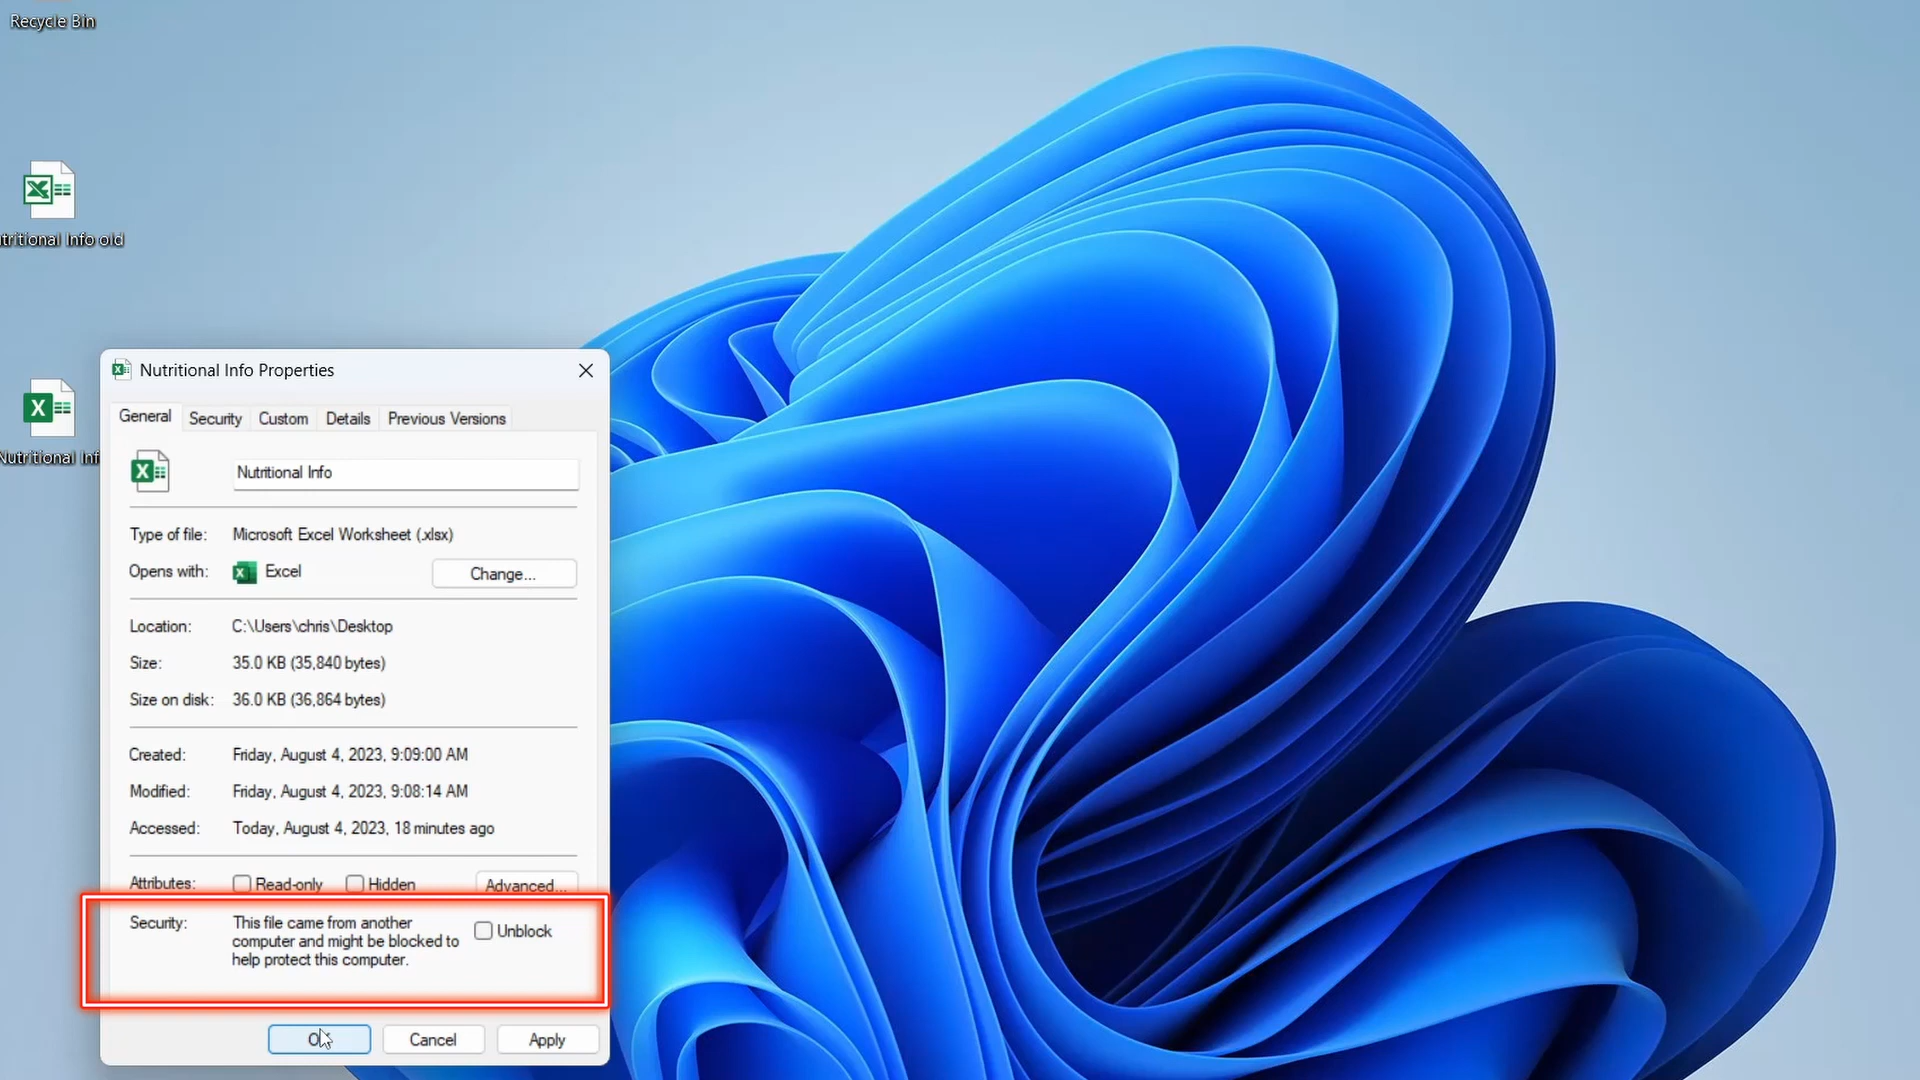 Recycle Bin
tritional Info old
Nutritional Inf
Nutritional Info Properties
General Security Custom Details Previous Versions
Nutritional Info
Type of file: Microsoft Excel Worksheet (.xlsx)
Opens with: Excel Change...
Location: C:\Users\chris\Desktop
Size: 35.0 KB (35,840 bytes)
Size on disk: 36.0 KB (36,864 bytes)
Created: Friday, August 4, 2023, 9:09:00 AM
Modified: Friday, August 4, 2023, 9:08:14 AM
Accessed: Today, August 4, 2023, 18 minutes ago
Attributes: Read-only Hidden Advanced...
Security: This file came from another
computer and might be blocked to
help protect this computer.
Unblock
OK Cancel Apply